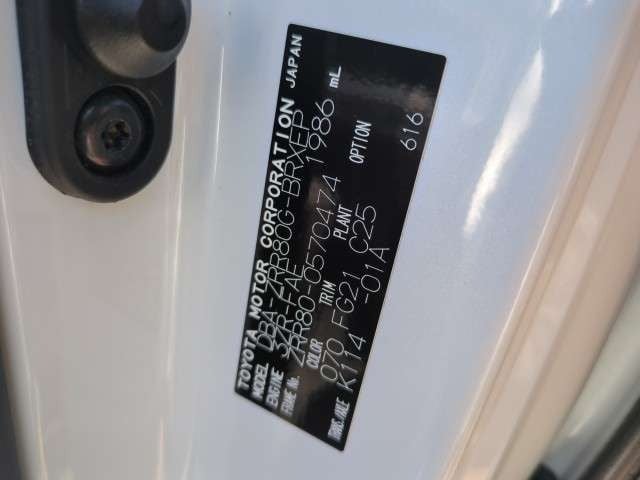 TOYOTA MOTOR CORPORATION JAPAN
MODEL DBA-ZRR80G-BRXEP
ENGINE 3ZR-FAE 1986 mL
FRAME No. ZRR80-0570474
COLOR TRIM PLANT OPTION
070 FG21 C25 616
TRANS./AXLE K114 -01A